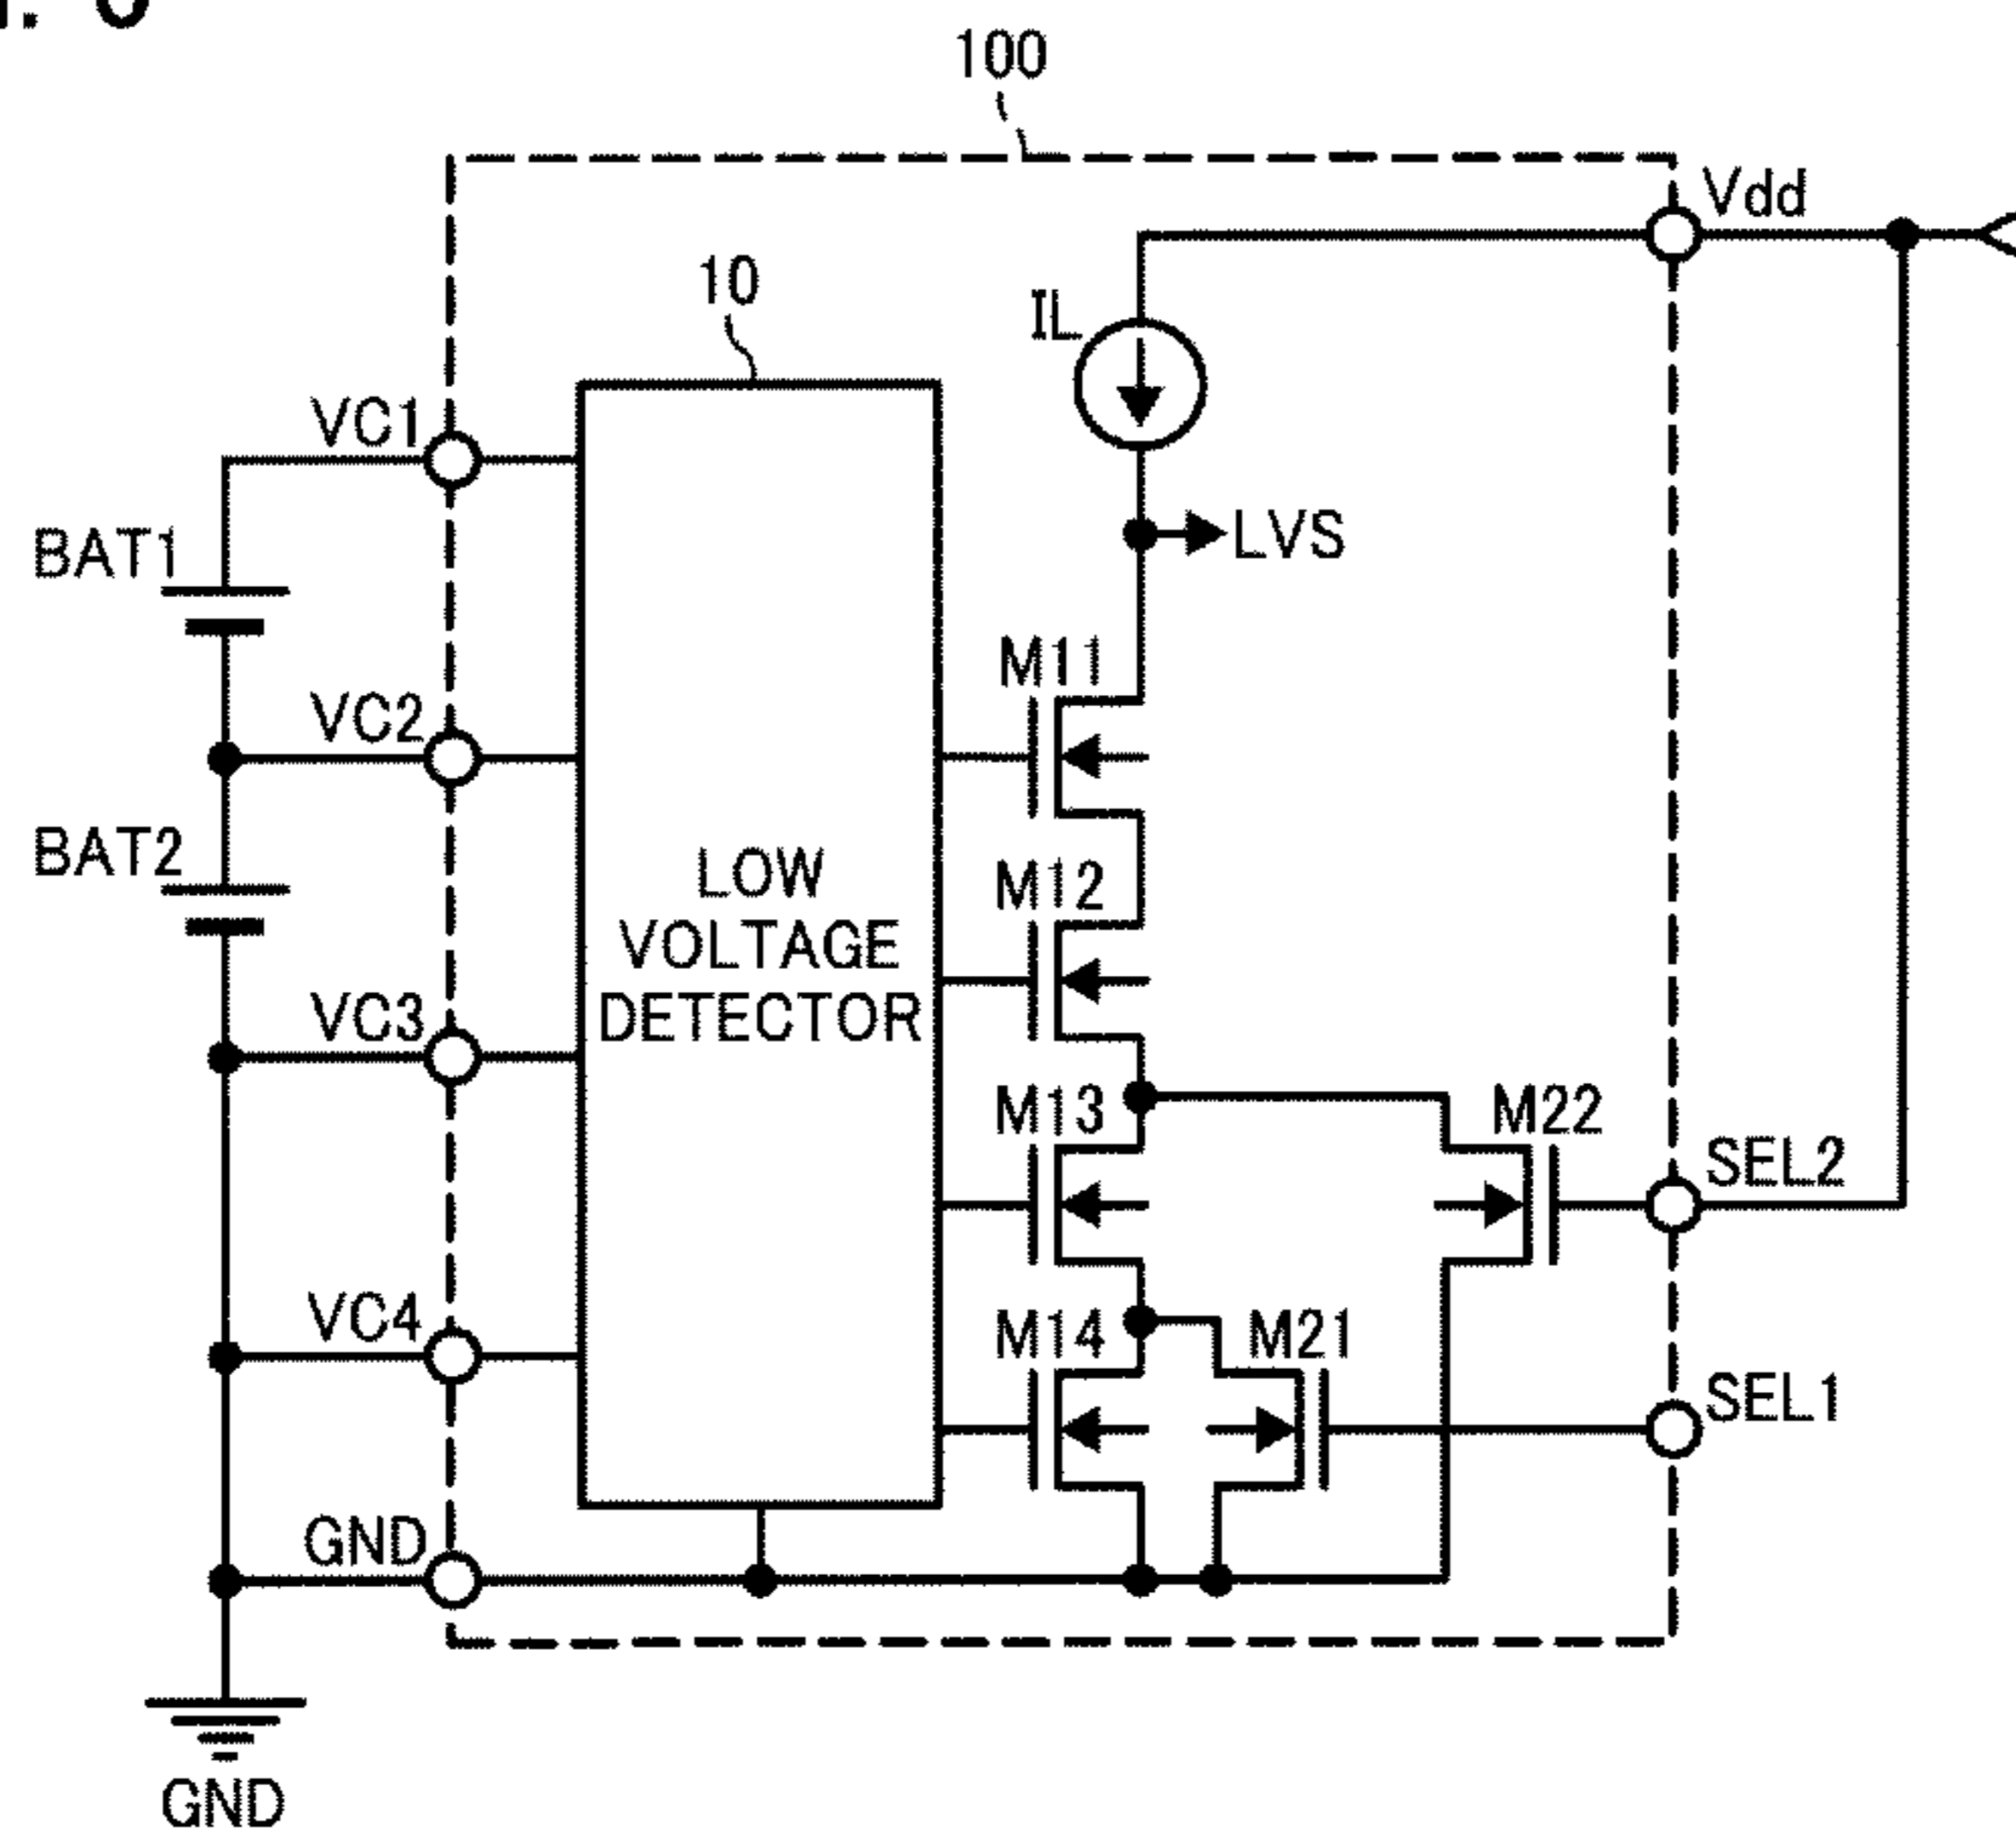 100
Vdd
10
IL
VC1
LVS
BAT1
M11
VC2
BAT2
M12
LOW
VOLTAGE
DETECTOR
VC3
M13
M22
SEL2
VC4
M14
M21
SEL1
GND
GND